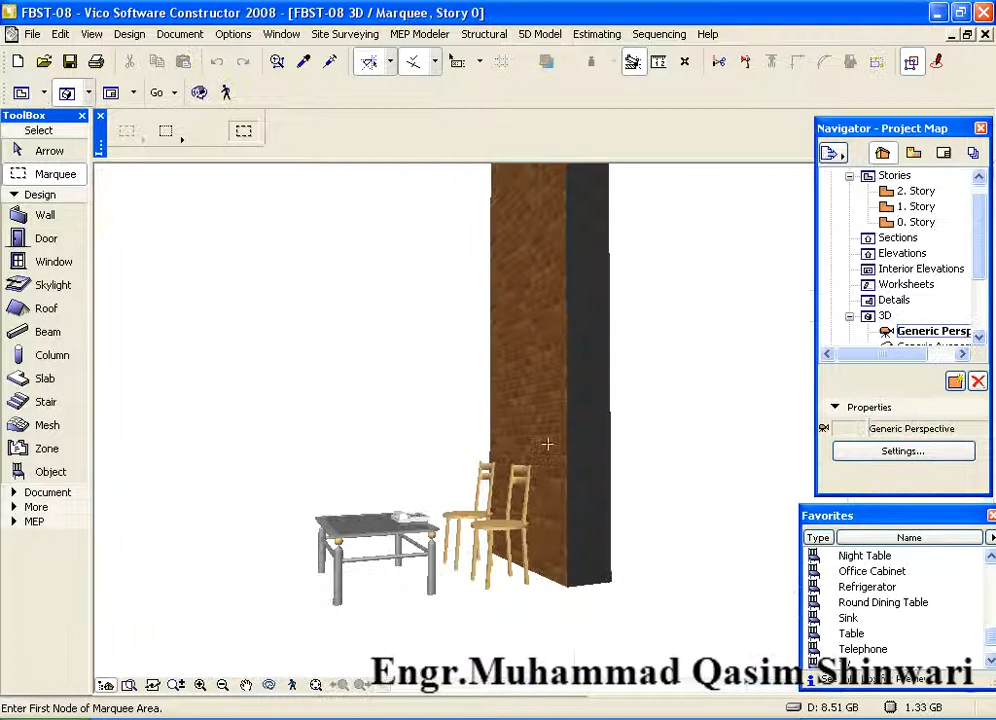 FBST-08 - Vico Software Constructor 2008 - [FBST-08 3D / Marquee, Story 0]
File Edit View Design Document Options Window Site Surveying MEP Modeler Structural 5D Model Estimating Sequencing Help
Go
ToolBox
Select
Arrow
Marquee
Design
Wall
Door
Window
Skylight
Roof
Beam
Column
Slab
Stair
Mesh
Zone
Object
Document
More
MEP
Navigator - Project Map
Stories
2. Story
1. Story
0. Story
Sections
Elevations
Interior Elevations
Worksheets
Details
3D
Generic Persp
Properties
Generic Perspective
Settings...
Favorites
Type Name
Night Table
Office Cabinet
Refrigerator
Round Dining Table
Sink
Table
Telephone
Engr.Muhammad Qasim Shinwari
Enter First Node of Marquee Area.
D: 8.51 GB 1.33 GB